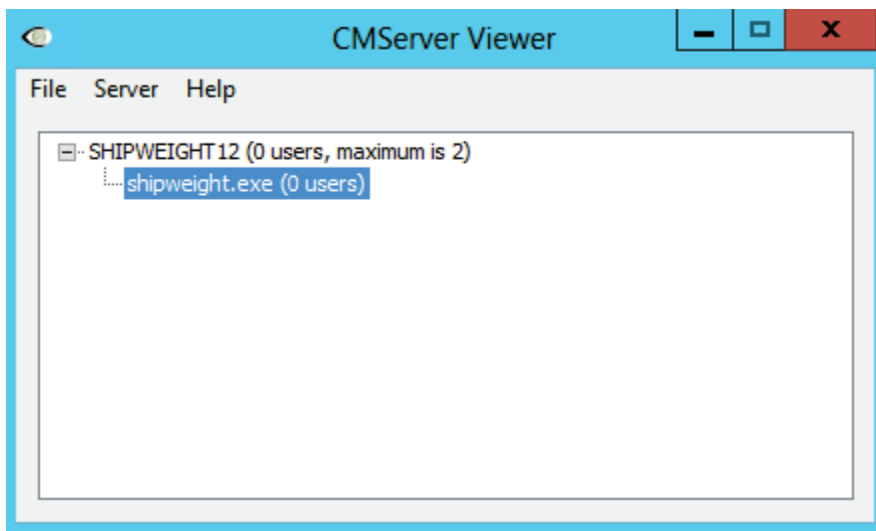 CMServer Viewer
File Server Help
SHIPWEIGHT12 (0 users, maximum is 2)
shipweight.exe (0 users)